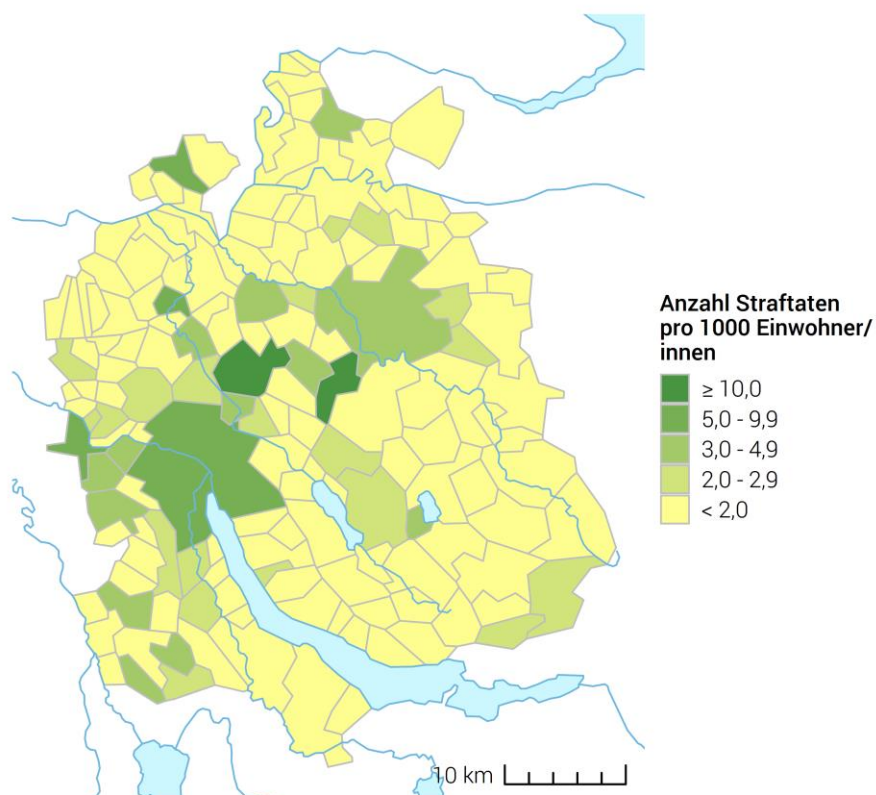 Anzahl Straftaten
pro 1000 Einwohner/
innen
≥ 10,0
5,0 - 9,9
3,0 - 4,9
2,0 - 2,9
< 2,0
10 km